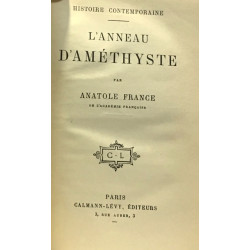 HISTOIRE CONTEMPORAINE
L'ANNEAU
D'AMÉTHYSTE
PAR
ANATOLE FRANCE
DE L'ACADÉMIE FRANÇAISE
C-L
PARIS
CALMANN-LÉVY, ÉDITEURS
3, RUE AUBER, 3